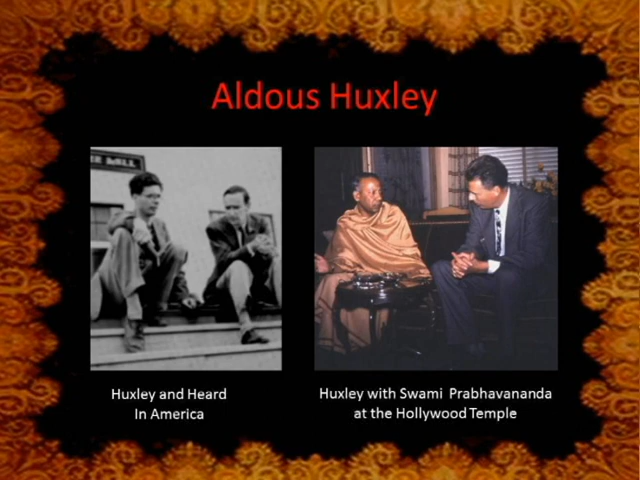 Aldous Huxley
Huxley and Heard
In America
Huxley with Swami Prabhavananda
at the Hollywood Temple